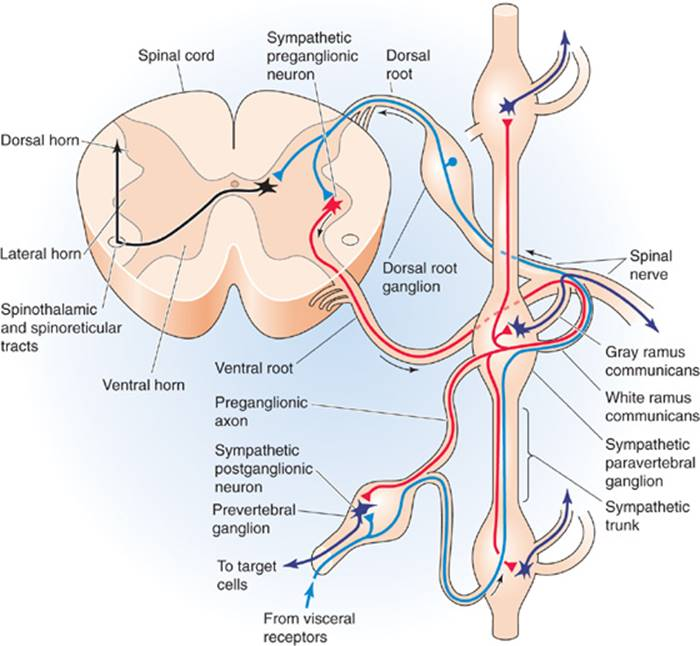 Sympathetic
preganglionic
neuron
Spinal cord
Dorsal
root
Dorsal horn
Lateral horn
Spinothalamic
and spinoreticular
tracts
Ventral horn
Dorsal root
ganglion
Spinal
nerve
Ventral root
Gray ramus
communicans
White ramus
communicans
Preganglionic
axon
Sympathetic
paravertebral
ganglion
Sympathetic
postganglionic
neuron
Prevertebral
ganglion
Sympathetic
trunk
To target
cells
From visceral
receptors